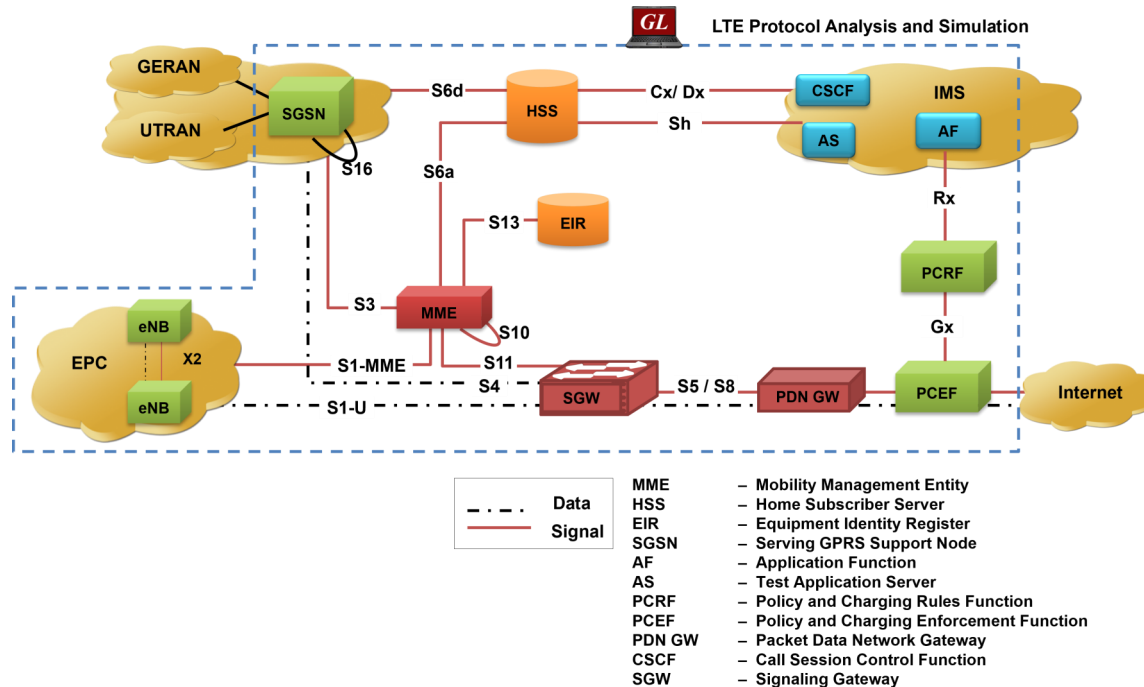 GL
LTE Protocol Analysis and Simulation
GERAN
UTRAN
SGSN
S16
S6d
HSS
Cx/ Dx
Sh
CSCF
AS
IMS
AF
S6a
S13
EIR
Rx
PCRF
Gx
S3
MME
S10
eNB
EPC
X2
eNB
S1-MME
S11
S4
S1-U
SGW
S5 / S8
PDN GW
PCEF
Internet
Data
Signal
MME – Mobility Management Entity
HSS – Home Subscriber Server
EIR – Equipment Identity Register
SGSN – Serving GPRS Support Node
AF – Application Function
AS – Test Application Server
PCRF – Policy and Charging Rules Function
PCEF – Policy and Charging Enforcement Function
PDN GW – Packet Data Network Gateway
CSCF – Call Session Control Function
SGW – Signaling Gateway